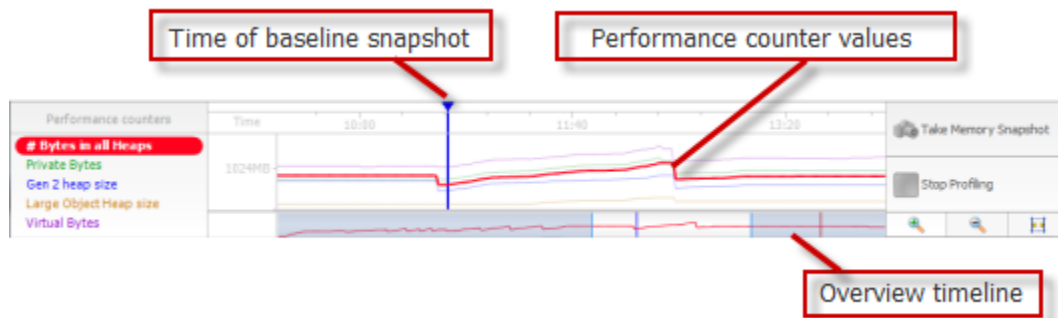 Time of baseline snapshot
Performance counter values
Performance counters
Time
10:00
11:40
13:20
Take Memory Snapshot
# Bytes in all Heaps
Private Bytes
1024MB
Gen 2 heap size
Stop Profiling
Large Object Heap size
Virtual Bytes
Overview timeline